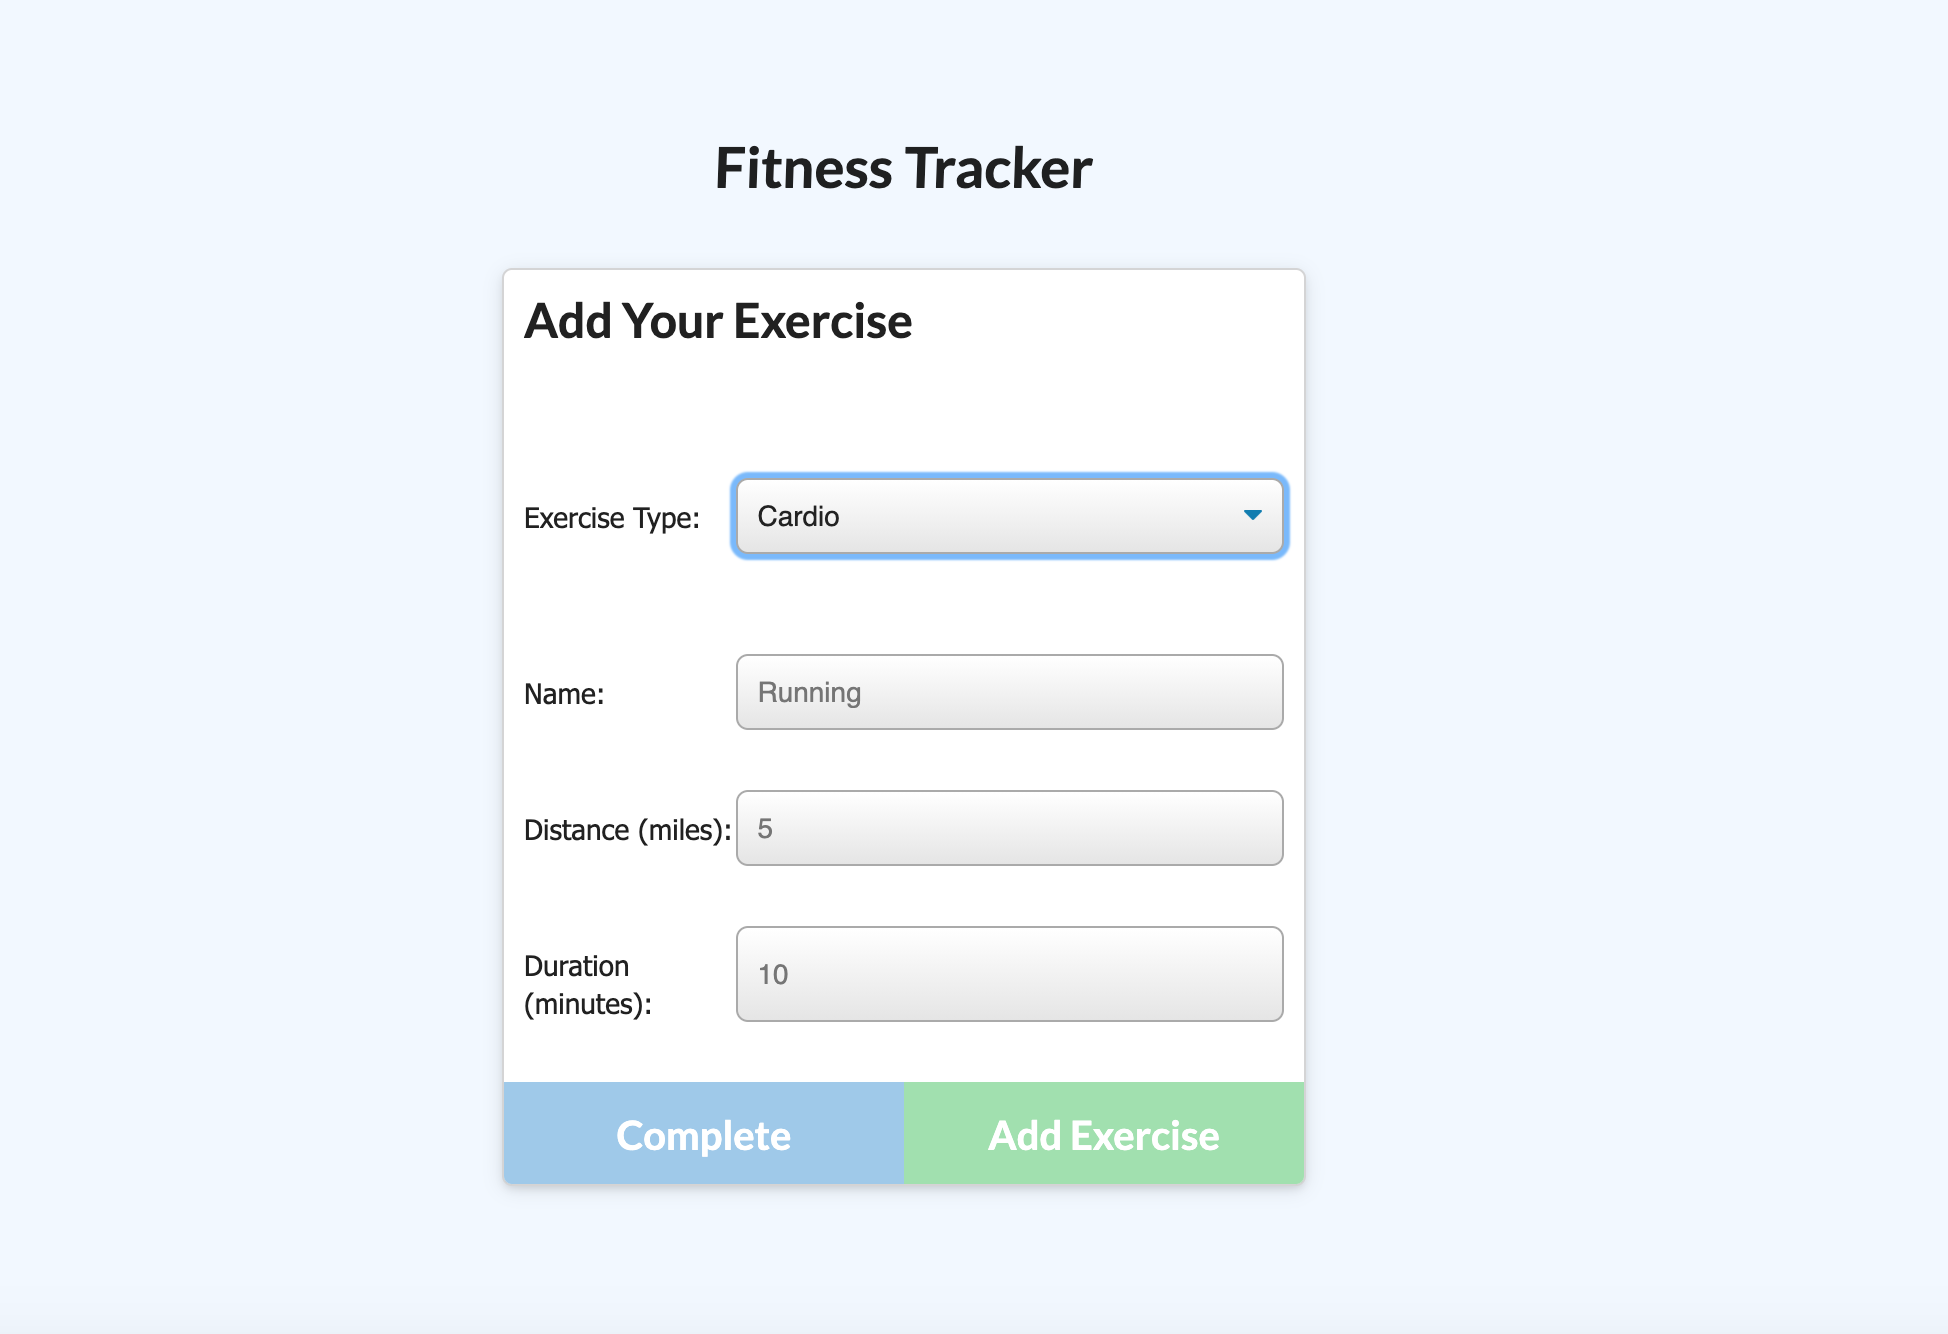 Fitness Tracker
Add Your Exercise
Exercise Type: Cardio
Name: Running
Distance (miles): 5
Duration
(minutes): 10
Complete Add Exercise